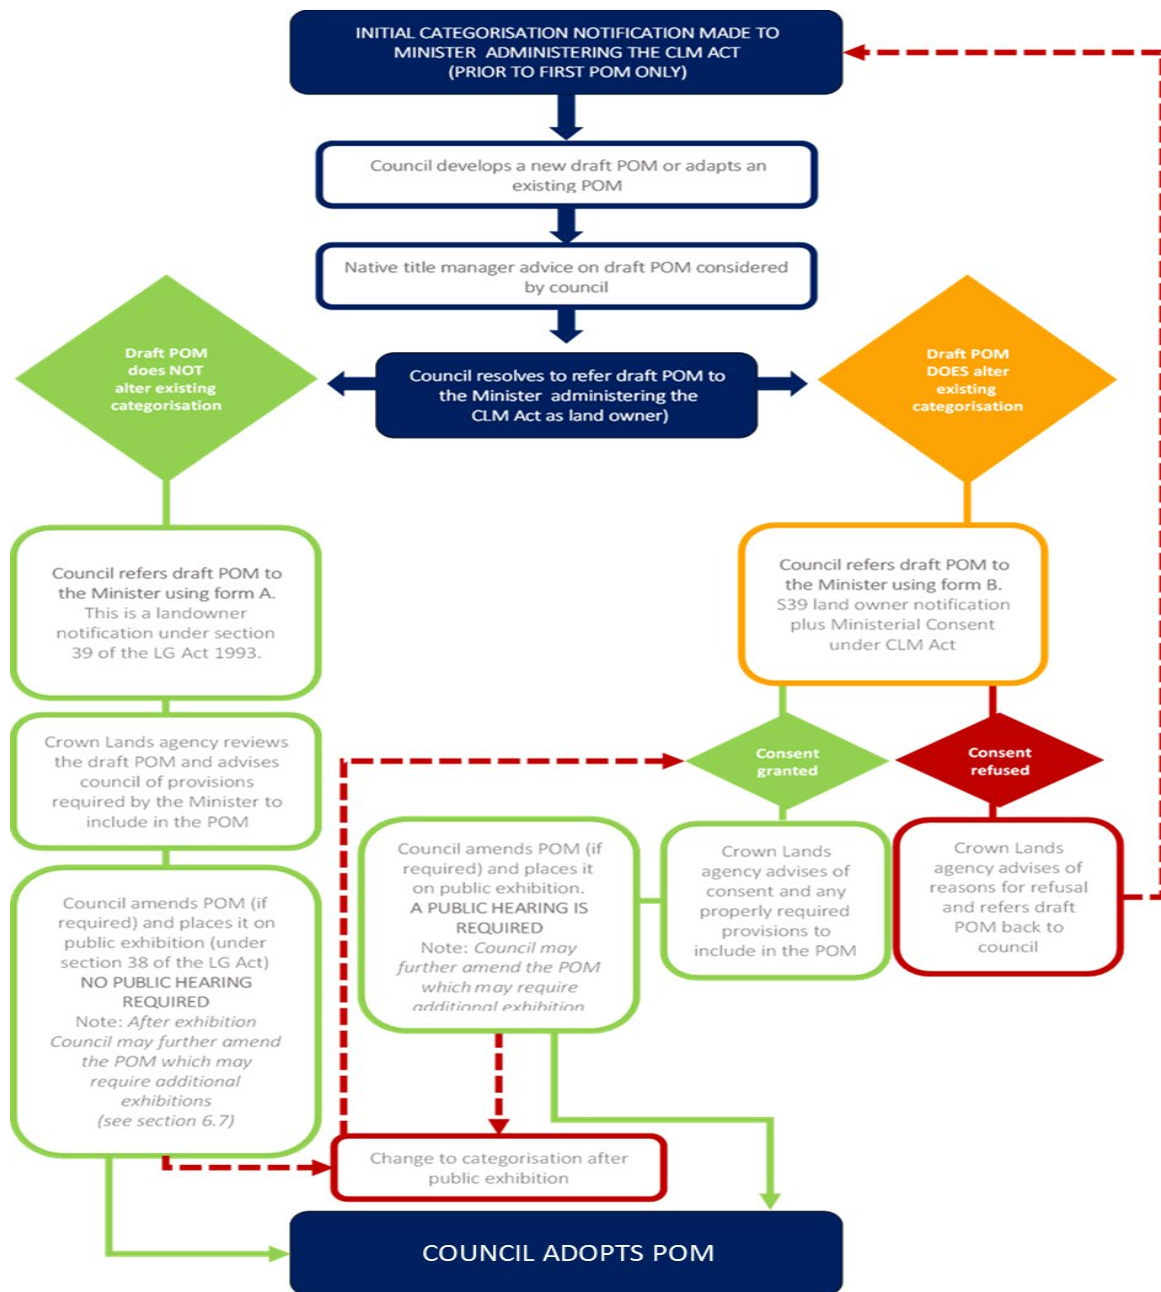 INITIAL CATEGORISATION NOTIFICATION MADE TO
MINISTER  ADMINISTERING THE CLM ACT
(PRIOR TO FIRST POM ONLY)
Council develops a new draft POM or adapts an
existing POM
Native title manager advice on draft POM considered
by council
Council resolves to refer draft POM to
the Minister  administering the
CLM Act as land owner)
Draft POM
does NOT
alter existing
categorisation
Draft POM
DOES alter
existing
categorisation
Council refers draft POM to
the Minister using form A.
This is a landowner
notification under section
39 of the LG Act 1993.
Crown Lands agency reviews
the draft POM and advises
council of provisions
required by the Minister to
include in the POM
Council amends POM (if
required) and places it on
public exhibition (under
section 38 of the LG Act)
NO PUBLIC HEARING
REQUIRED
Note: After exhibition
Council may further amend
the POM which may
require additional
exhibitions
(see section 6.7)
Council refers draft POM to
the Minister using form B.
S39 land owner notification
plus Ministerial Consent
under CLM Act
Consent
granted
Consent
refused
Council amends POM (if
required) and places it
on public exhibition.
A PUBLIC HEARING IS
REQUIRED
Note: Council may
further amend the POM
which may require
additional exhibition
Crown Lands
agency advises of
consent and any
properly required
provisions to
include in the POM
Crown Lands
agency advises of
reasons for refusal
and refers draft
POM back to
council
Change to categorisation after
public exhibition
COUNCIL ADOPTS POM